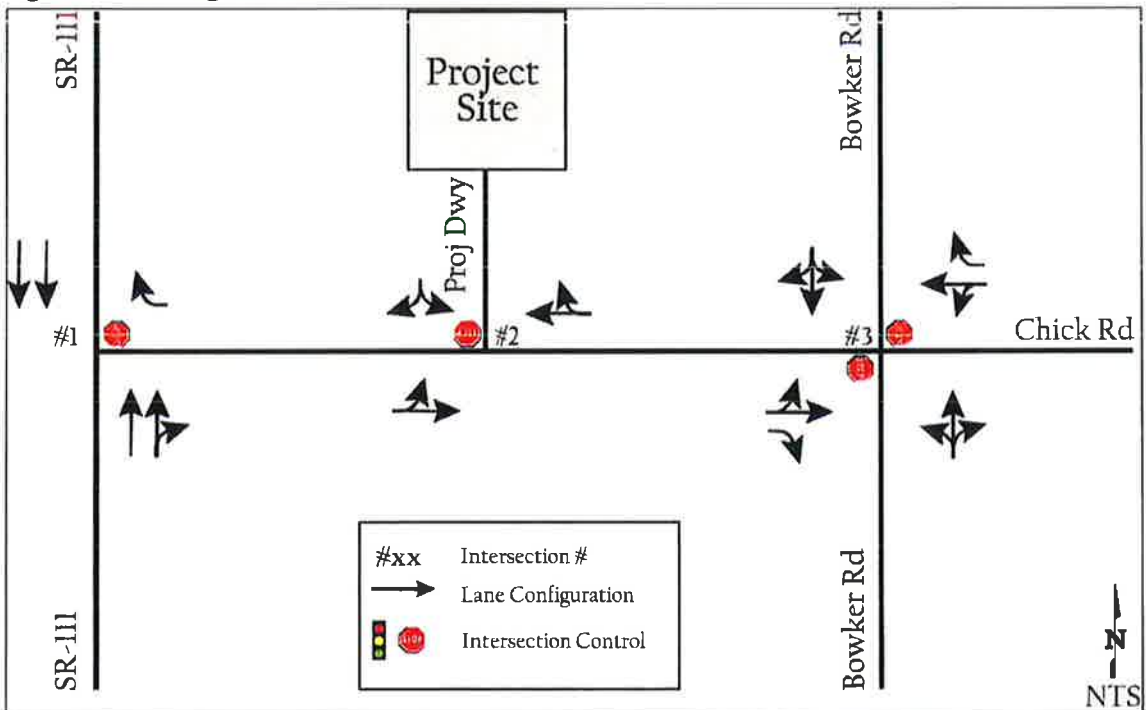 SR-111
Project
Site
Bowker Rd
Proj Dwy
#1
#2
#3
Chick Rd
SR-111
Bowker Rd
#xx Intersection #
Lane Configuration
Intersection Control
N
NTS